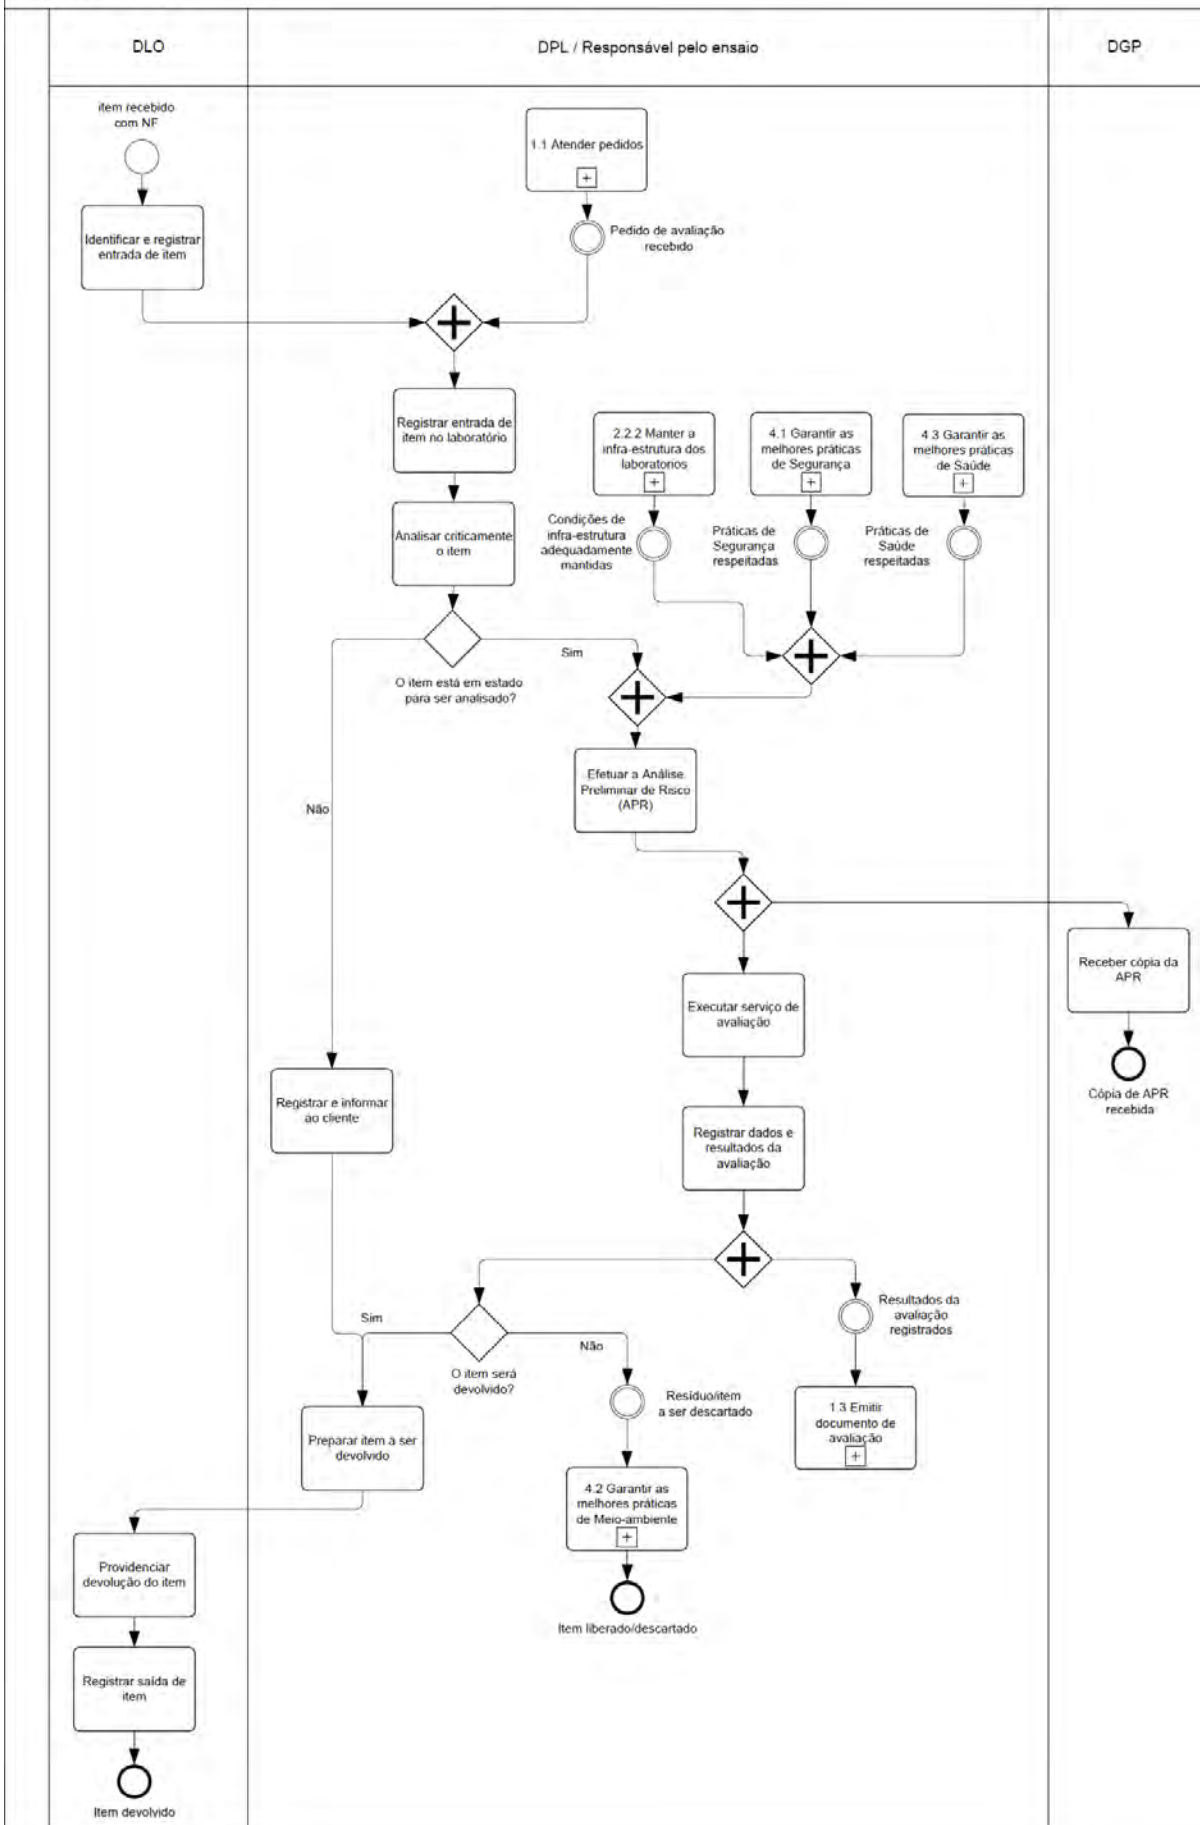 DLO
DPL / Responsável pelo ensaio
DGP
item recebido
com NF
1.1 Atender pedidos
Identificar e registrar
entrada de item
Pedido de avaliação
recebido
Registrar entrada de
item no laboratório
2.2.2 Manter a
infra-estrutura dos
laboratorios
4.1 Garantir as
melhores práticas
de Segurança
4.3 Garantir as
melhores práticas
de Saúde
Analisar criticamente
o item
Condições de
infra-estrutura
adequadamente
mantidas
Práticas de
Segurança
respeitadas
Práticas de
Saúde
respeitadas
Sim
O item está em estado
para ser analisado?
Efetuar a Análise
Preliminar de Risco
(APR)
Não
Receber cópia da
APR
Executar serviço de
avaliação
Registrar e informar
ao cliente
Cópia de APR
recebida
Registrar dados e
resultados da
avaliação
Resultados da
avaliação
registrados
Sim
Não
O item será
devolvido?
Resíduo/item
a ser descartado
1.3 Emitir
documento de
avaliação
Preparar item a ser
devolvido
4.2 Garantir as
melhores práticas
de Meio-ambiente
Providenciar
devolução do item
Item liberado/descartado
Registrar saída de
item
Item devolvido